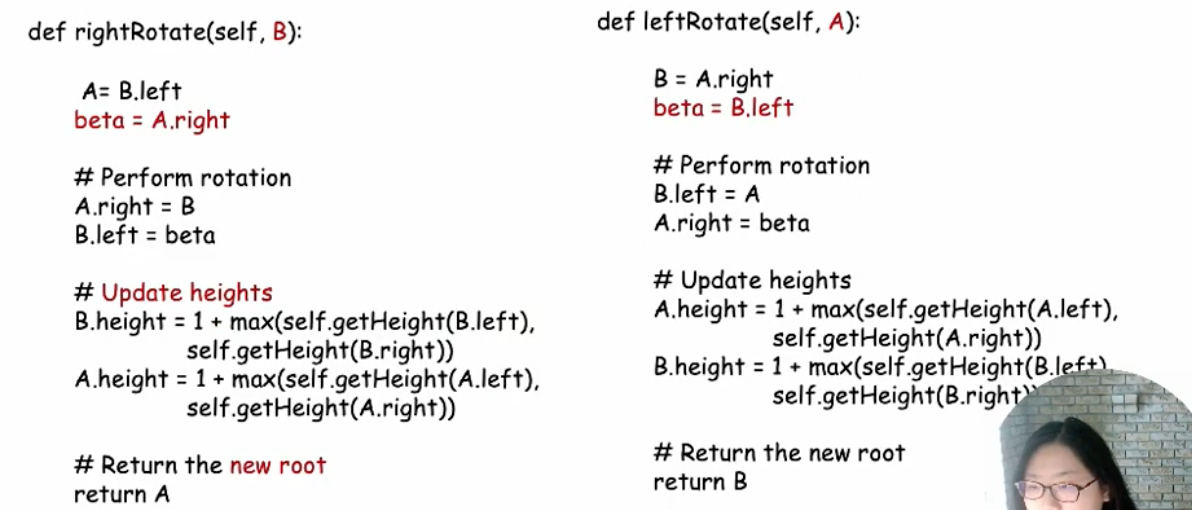 def rightRotate(self, B):
A= B.left
beta = A.right
# Perform rotation
A.right = B
B.left = beta
# Update heights
B.height = 1 + max(self.getHeight(B.left),
self.getHeight(B.right))
A.height = 1 + max(self.getHeight(A.left),
self.getHeight(A.right))
# Return the new root
return A
def leftRotate(self, A):
B = A.right
beta = B.left
# Perform rotation
B.left = A
A.right = beta
# Update heights
A.height = 1 + max(self.getHeight(A.left),
self.getHeight(A.right))
B.height = 1 + max(self.getHeight(B.left),
self.getHeight(B.right))
# Return the new root
return B